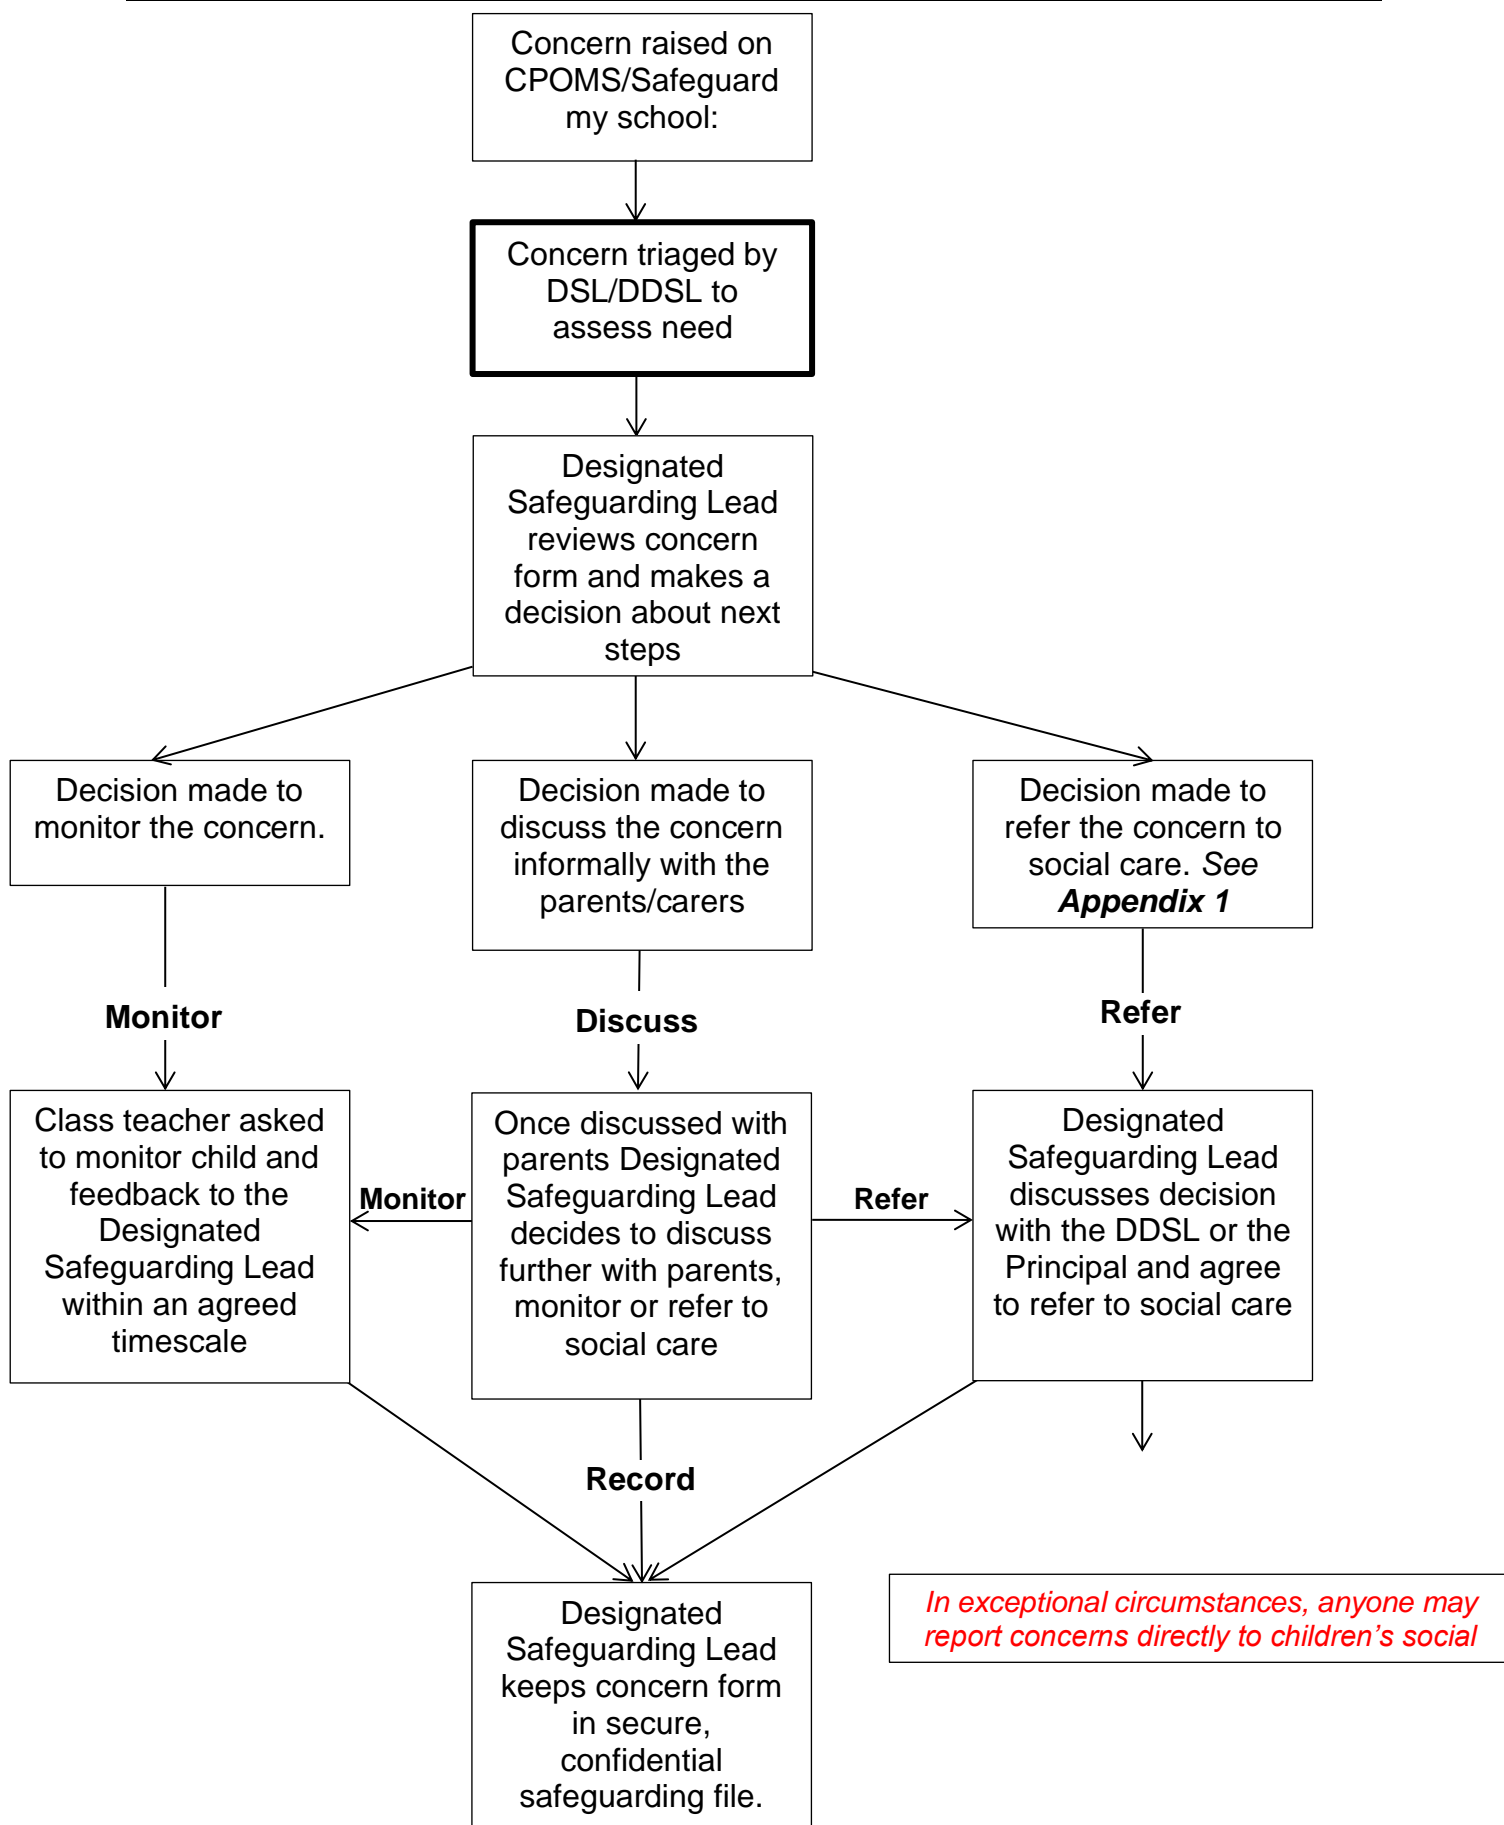 Concern raised on
CPOMS/Safeguard
my school:
Concern triaged by
DSL/DDSL to
assess need
Designated
Safeguarding Lead
reviews concern
form and makes a
decision about next
steps
Decision made to
monitor the concern.
Decision made to
discuss the concern
informally with the
parents/carers
Decision made to
refer the concern to
social care. See
Appendix 1
Monitor
Discuss
Refer
Class teacher asked
to monitor child and
feedback to the
Designated
Safeguarding Lead
within an agreed
timescale
Monitor
Once discussed with
parents Designated
Safeguarding Lead
decides to discuss
further with parents,
monitor or refer to
social care
Refer
Designated
Safeguarding Lead
discusses decision
with the DDSL or the
Principal and agree
to refer to social care
Record
Designated
Safeguarding Lead
keeps concern form
in secure,
confidential
safeguarding file.
In exceptional circumstances, anyone may
report concerns directly to children’s social